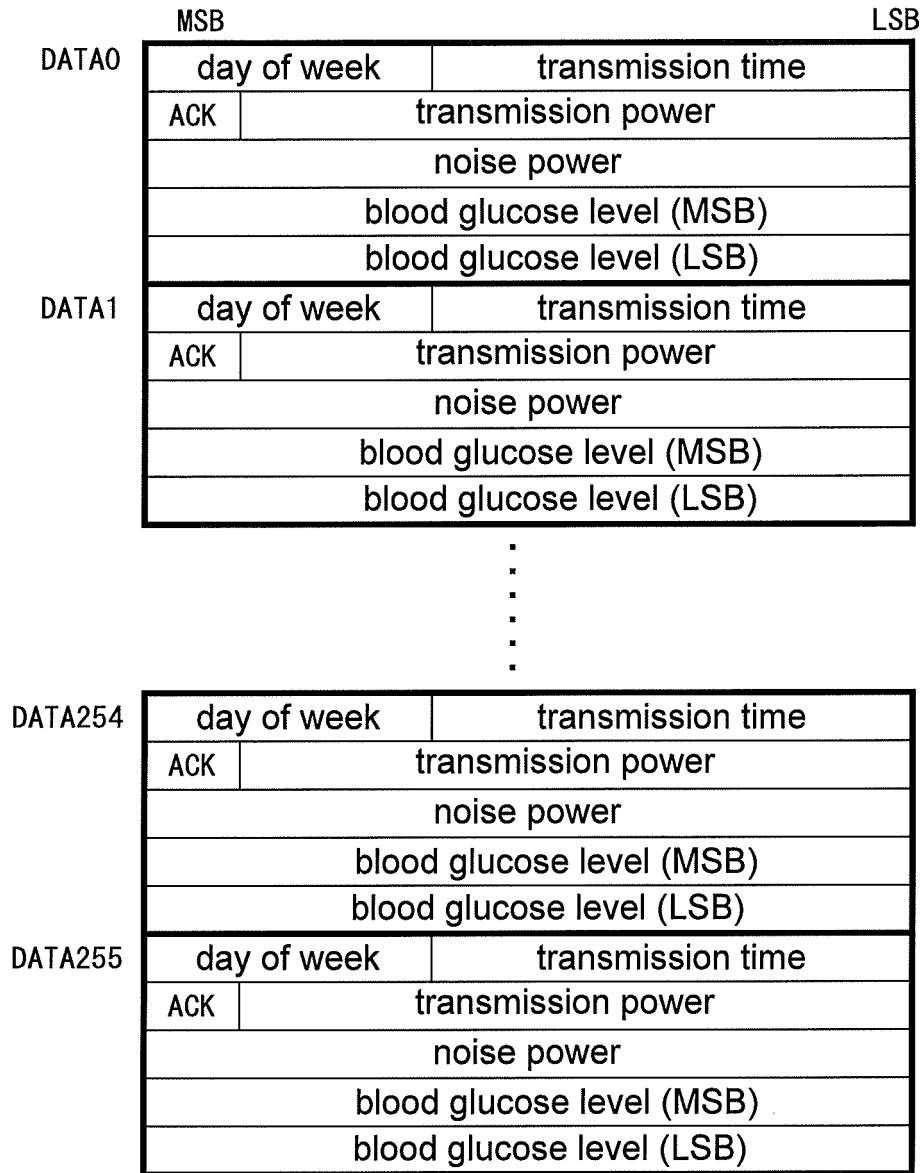 MSB LSB
DATA0 day of week transmission time
ACK transmission power
noise power
blood glucose level (MSB)
blood glucose level (LSB)
DATA1 day of week transmission time
ACK transmission power
noise power
blood glucose level (MSB)
blood glucose level (LSB)
DATA254 day of week transmission time
ACK transmission power
noise power
blood glucose level (MSB)
blood glucose level (LSB)
DATA255 day of week transmission time
ACK transmission power
noise power
blood glucose level (MSB)
blood glucose level (LSB)